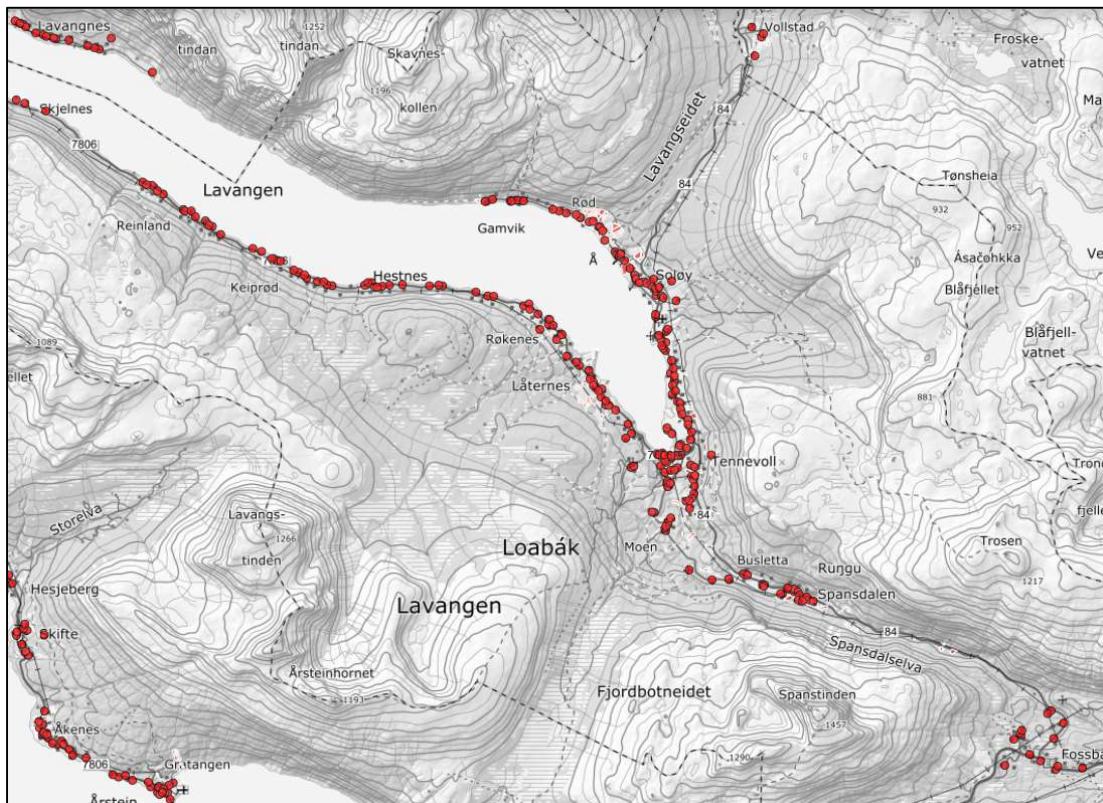 Lavangnes
1252
tindan
tindan
Skavnes-
kollen
1196
Vollstad
Froske-
vatnet
Skjelnes
7806
84
Lavangseidet
84
Lavangen
Tønsheia
932
952
Reinland
Gamvik
Rød
Å
Åsačohkka
Blåfjellet
Hestnes
Keiprød
Soløy
1089
Røkenes
Blåfjell-
vatnet
Låternes
881
Tennevoll
Storelva
Lavangs-
1266
tinden
84
Moen
Loabák
Trosen
1217
Busletta
Ruŋgu
Hesjeberg
Lavangen
Spansdalen
Skifte
84
Spansdalselva
Årsteinhornet
1193
Fjordbotneidet
Spanstinden
1457
Åkenes
1290
7806
Gratangen
Årstein